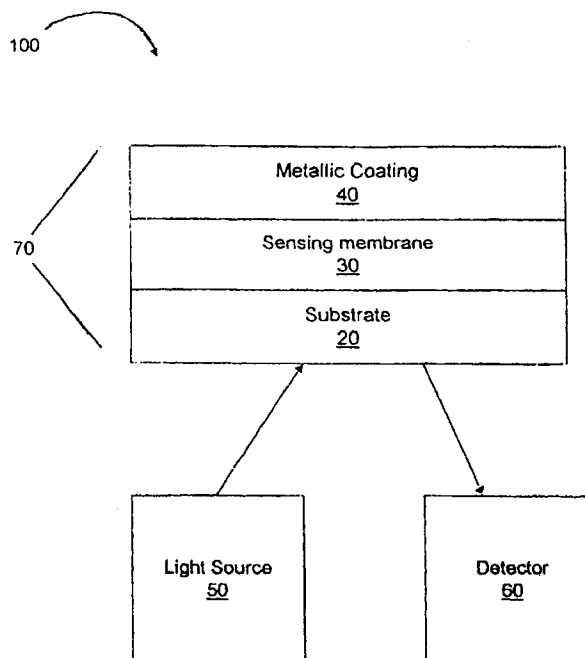 100
Metallic Coating
40
70
Sensing membrane
30
Substrate
20
Light Source
50
Detector
60